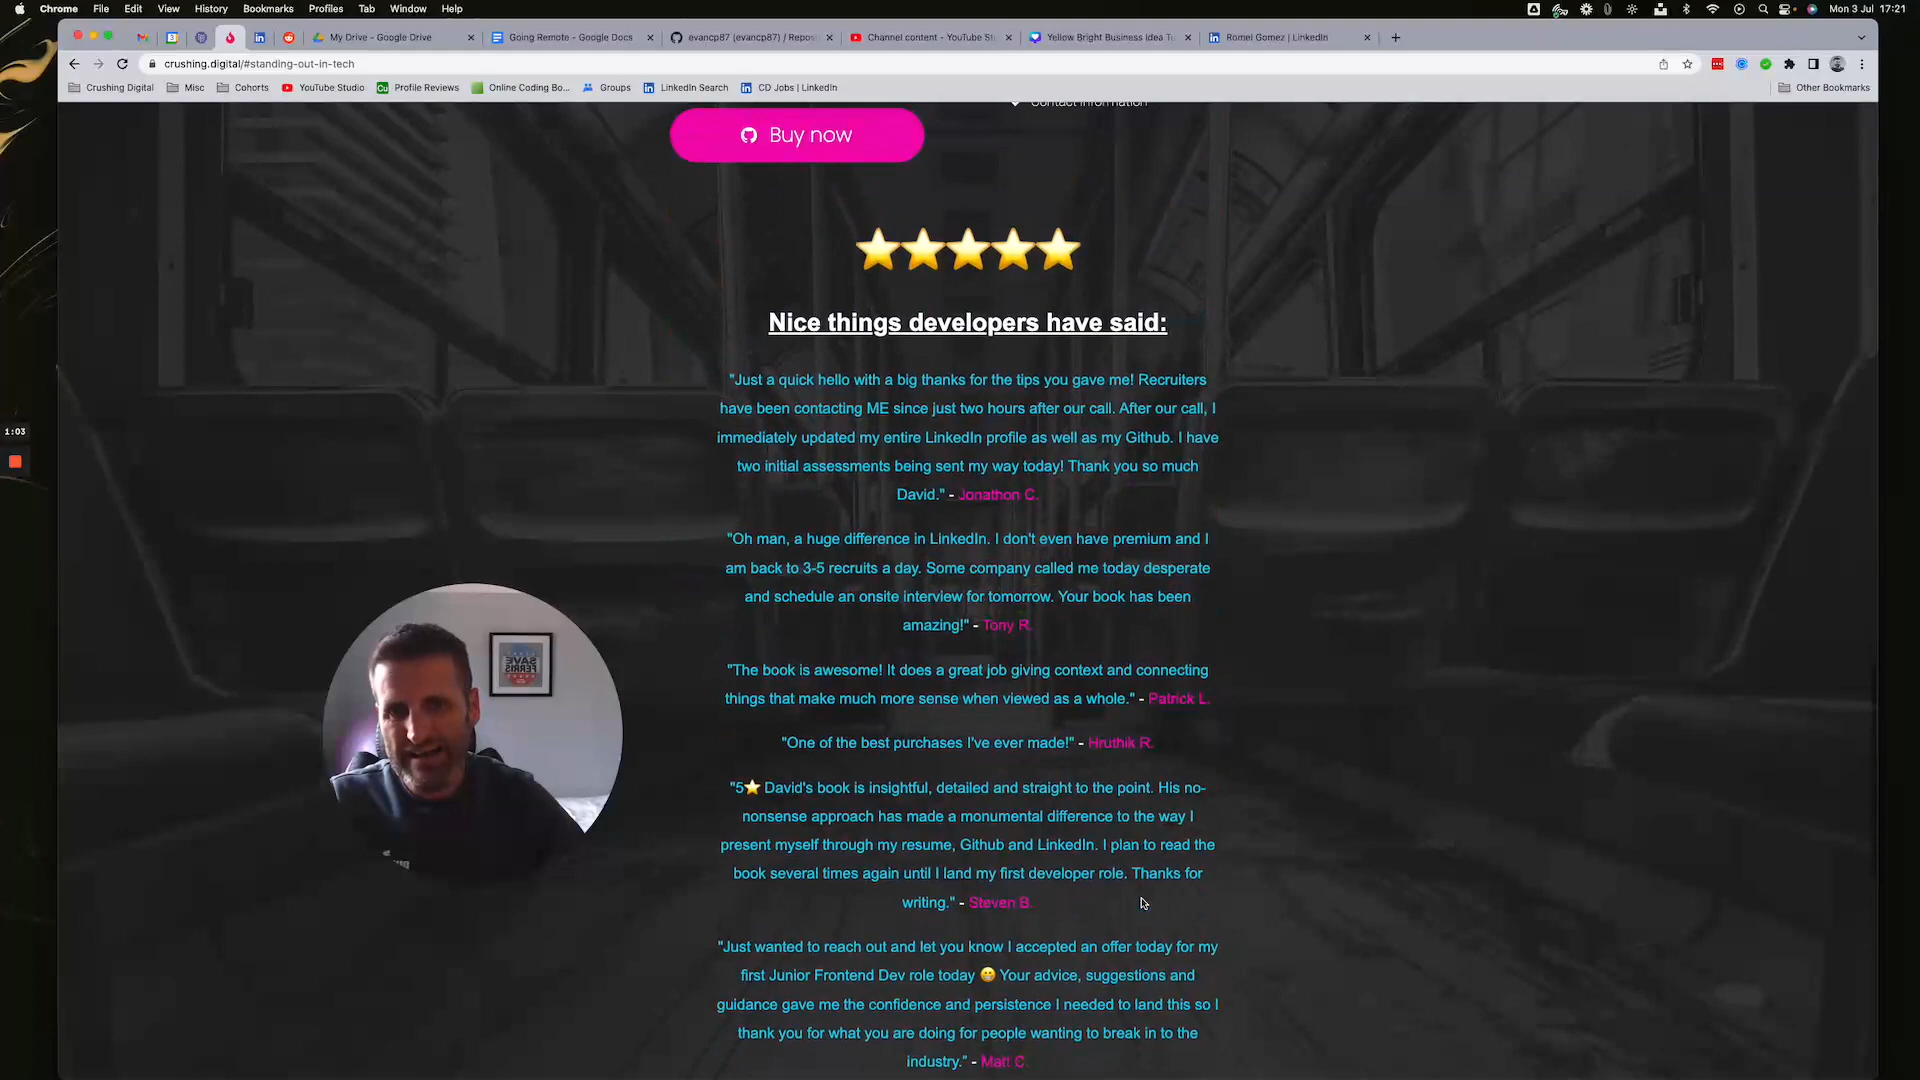 Chrome File Edit View History Bookmarks Profiles Tab Window Help Mon 3 Jul 17:21
My Drive – Google Drive Going Remote - Google Docs evancp87 (evancp87) / Repos Channel content - YouTube St Yellow Bright Business Idea Tu Romel Gomez | LinkedIn
crushing.digital/#standing-out-in-tech
Crushing Digital Misc Cohorts YouTube Studio Profile Reviews Online Coding Bo... Groups LinkedIn Search CD Jobs | LinkedIn Other Bookmarks
Contact information
Buy now
Nice things developers have said:
"Just a quick hello with a big thanks for the tips you gave me! Recruiters
have been contacting ME since just two hours after our call. After our call, I
immediately updated my entire LinkedIn profile as well as my Github. I have
two initial assessments being sent my way today! Thank you so much
David." - Jonathon C.
1:03
"Oh man, a huge difference in LinkedIn. I don't even have premium and I
am back to 3-5 recruits a day. Some company called me today desperate
and schedule an onsite interview for tomorrow. Your book has been
amazing!" - Tony R.
SAVE
FERRIS
"The book is awesome! It does a great job giving context and connecting
things that make much more sense when viewed as a whole." - Patrick L.
"One of the best purchases I've ever made!" - Hruthik R.
"5⭐ David's book is insightful, detailed and straight to the point. His no-
nonsense approach has made a monumental difference to the way I
present myself through my resume, Github and LinkedIn. I plan to read the
book several times again until I land my first developer role. Thanks for
writing." - Steven B.
"Just wanted to reach out and let you know I accepted an offer today for my
first Junior Frontend Dev role today 😁 Your advice, suggestions and
guidance gave me the confidence and persistence I needed to land this so I
thank you for what you are doing for people wanting to break in to the
industry." - Matt C.